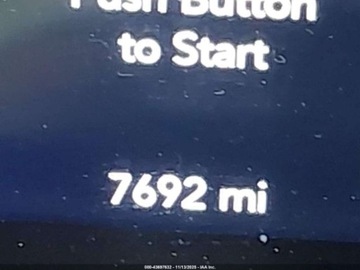 Push Button
to Start
7692 mi